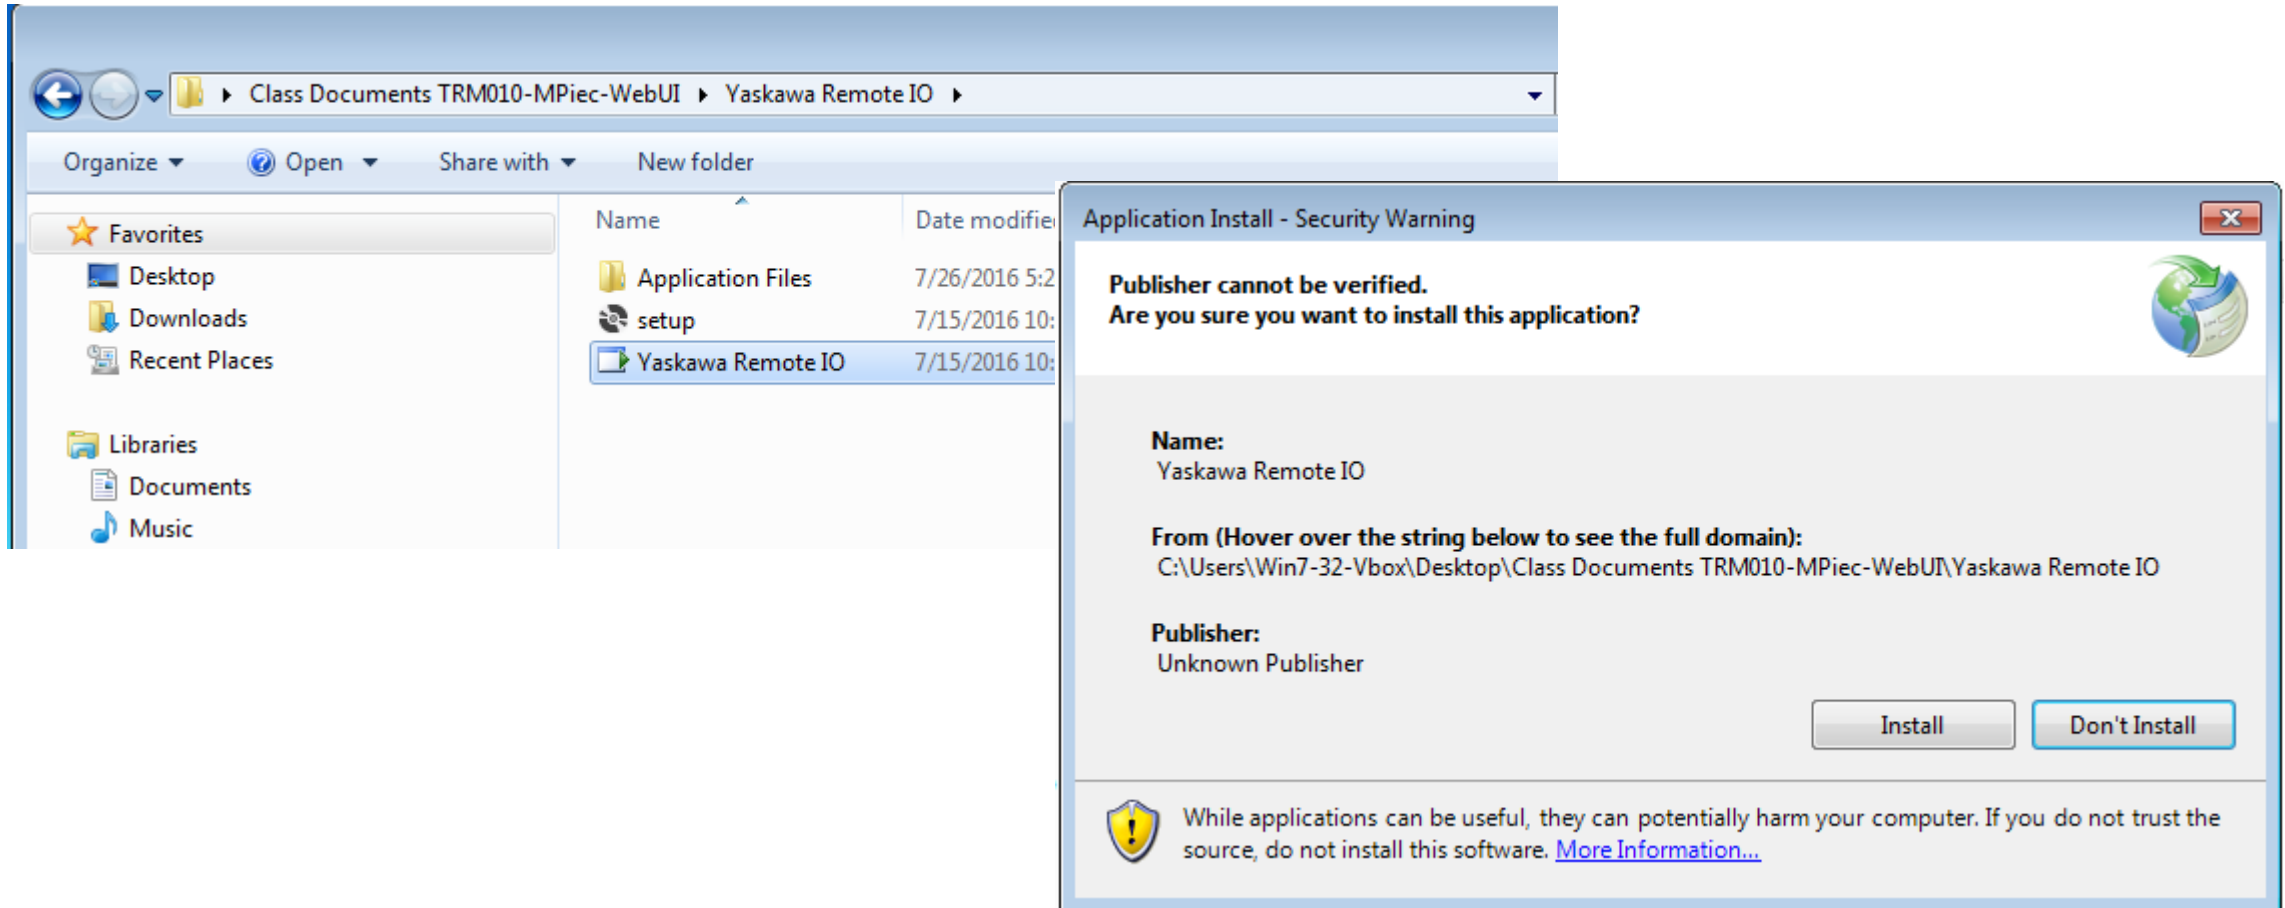 Class Documents TRM010-MPiec-WebUI Yaskawa Remote IO
Organize Open Share with New folder
Favorites
Desktop
Downloads
Recent Places
Libraries
Documents
Music
Name Date modifie
Application Files 7/26/2016 5:2
setup 7/15/2016 10:
Yaskawa Remote IO 7/15/2016 10:
Application Install - Security Warning
Publisher cannot be verified.
Are you sure you want to install this application?
Name:
Yaskawa Remote IO
From (Hover over the string below to see the full domain):
C:\Users\Win7-32-Vbox\Desktop\Class Documents TRM010-MPiec-WebUI\Yaskawa Remote IO
Publisher:
Unknown Publisher
Install Don't Install
While applications can be useful, they can potentially harm your computer. If you do not trust the
source, do not install this software. More Information...